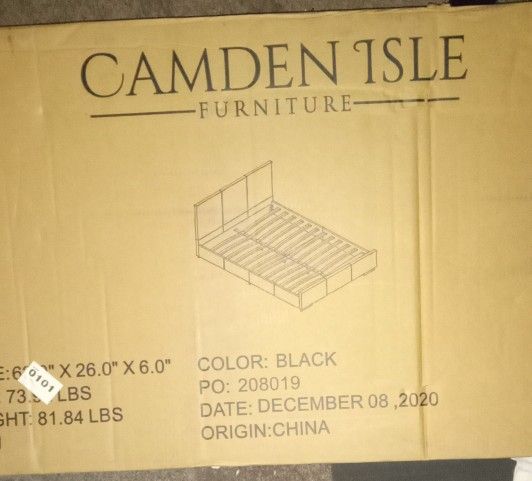 CAMDEN ISLE
FURNITURE
X 26.0" X 6.0"
LBS
GHT: 81.84 LBS
0101
COLOR: BLACK
PO: 208019
DATE: DECEMBER 08 ,2020
ORIGIN:CHINA